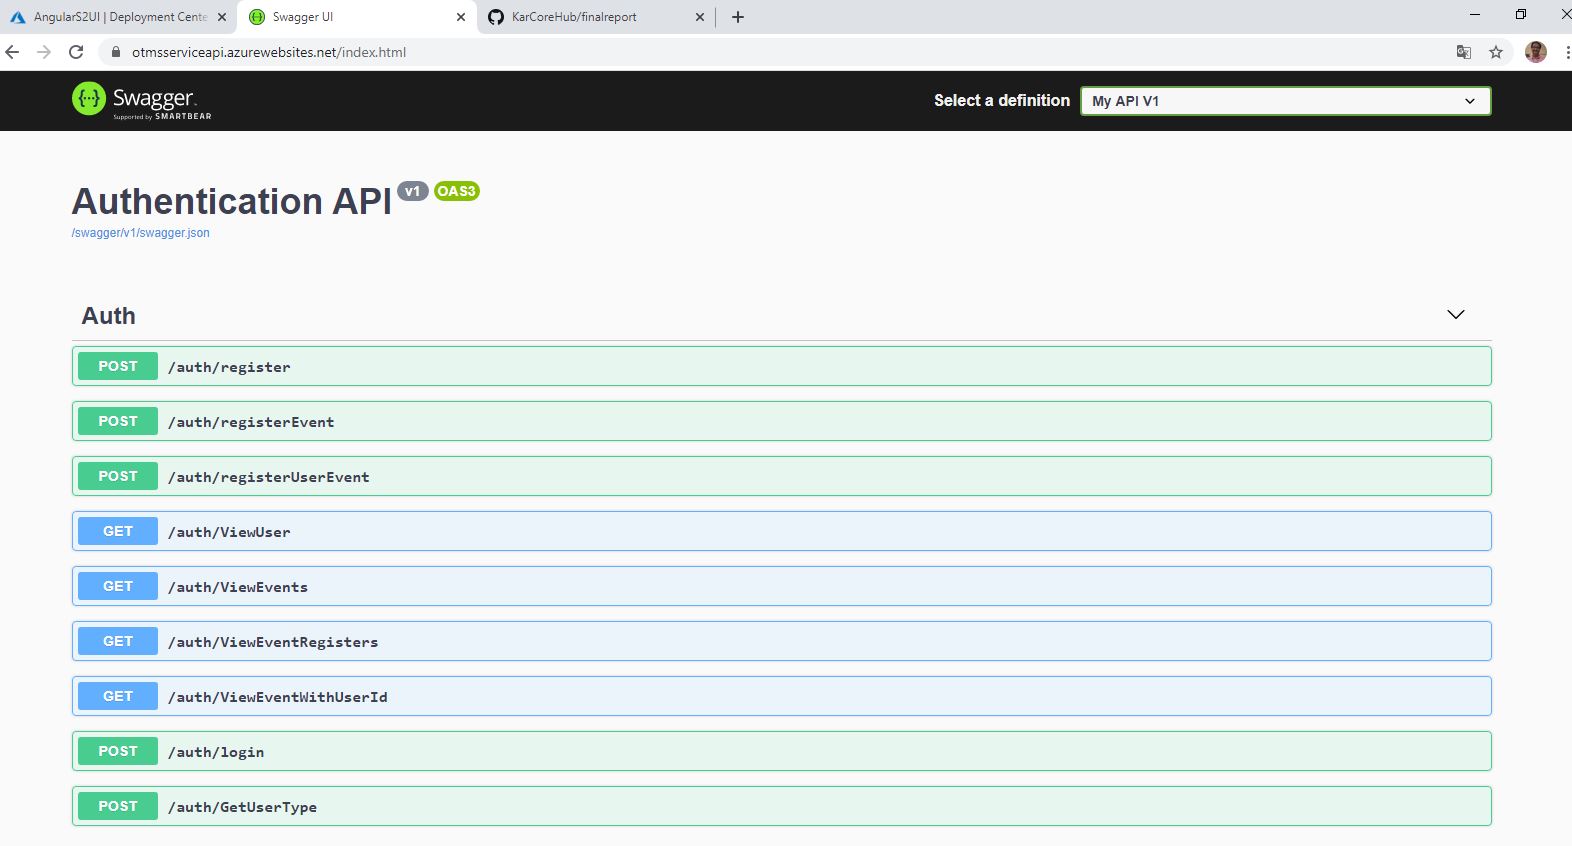 AngularS2UI | Deployment Cente
Swagger UI
KarCoreHub/finalreport
otmsserviceapi.azurewebsites.net/index.html
Swagger.
Supported by SMARTBEAR
Select a definition
My API V1
Authentication API v1 OAS3
/swagger/v1/swagger.json
Auth
POST /auth/register
POST /auth/registerEvent
POST /auth/registerUserEvent
GET /auth/ViewUser
GET /auth/ViewEvents
GET /auth/ViewEventRegisters
GET /auth/ViewEventWithUserId
POST /auth/login
POST /auth/GetUserType